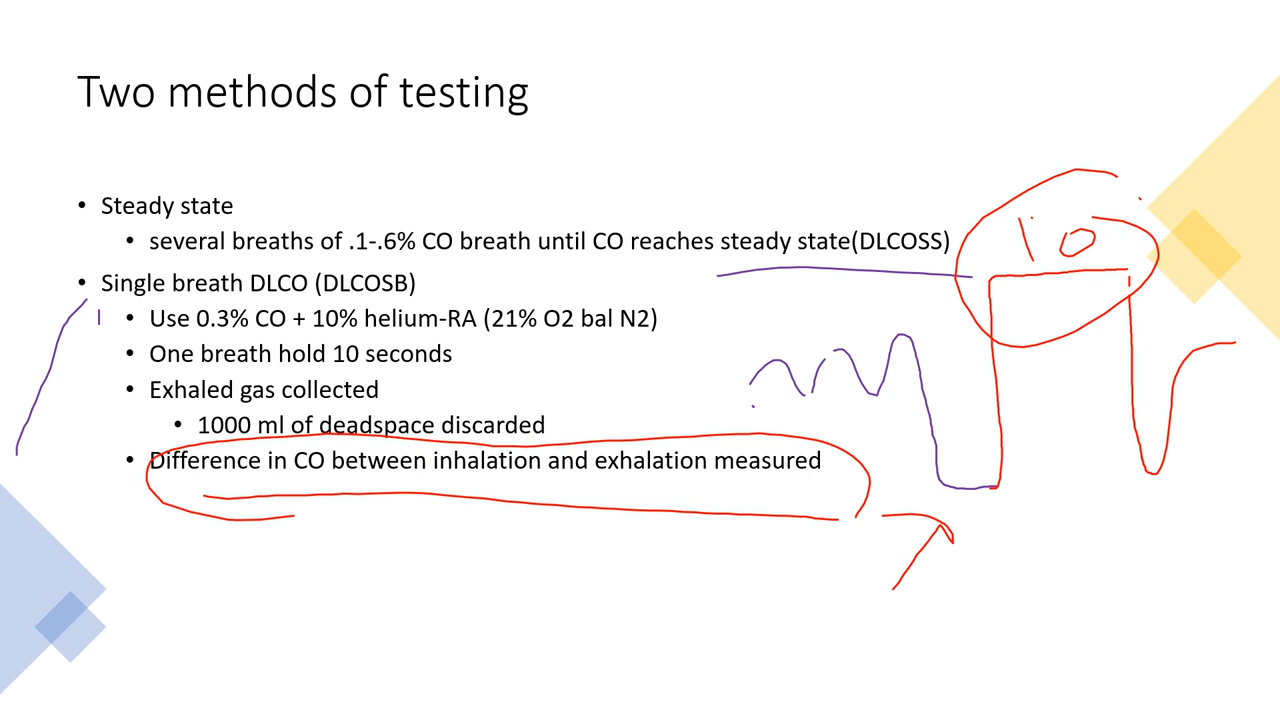 Two methods of testing
• Steady state
• several breaths of .1-.6% CO breath until CO reaches steady state(DLCOSS)
• Single breath DLCO (DLCOSB)
• Use 0.3% CO + 10% helium-RA (21% O2 bal N2)
• One breath hold 10 seconds
• Exhaled gas collected
• 1000 ml of deadspace discarded
• Difference in CO between inhalation and exhalation measured
10